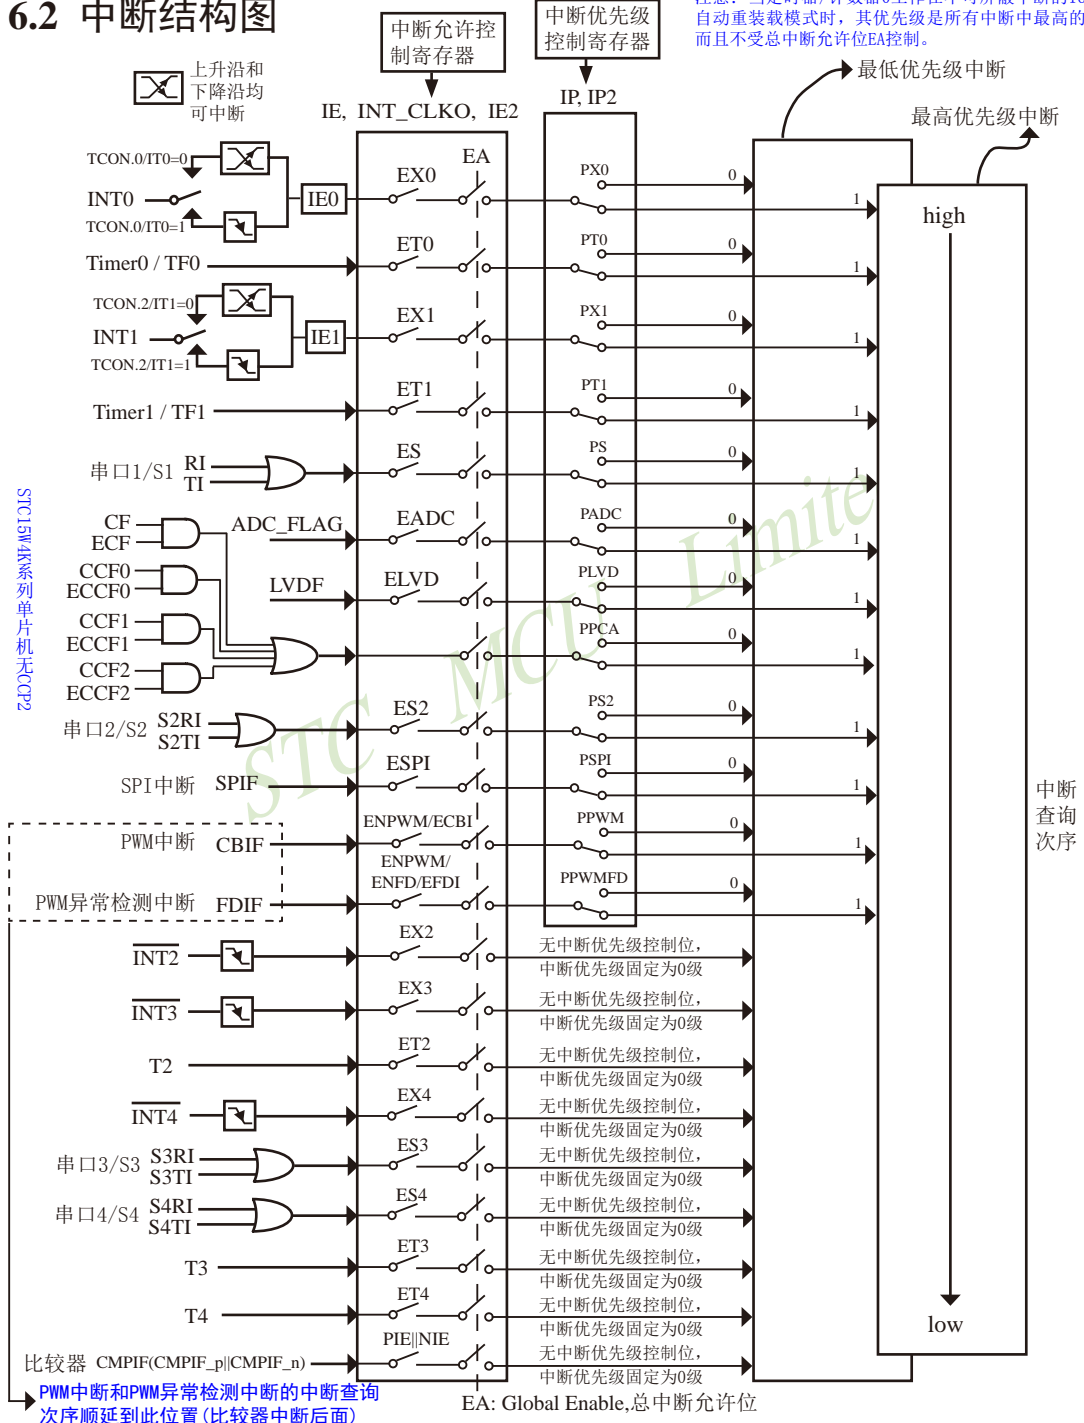 6.2 中断结构图
自动重装载模式时，其优先级是所有中断中最高的
而且不受总中断允许位EA控制。
中断允许控
制寄存器
中断优先级
控制寄存器
上升沿和
下降沿均
可中断
IE, INT_CLKO, IE2
IP, IP2
最低优先级中断
最高优先级中断
TCON.0/IT0=0
INT0
TCON.0/IT0=1
IE0
EX0
EA
PX0
0
1
high
Timer0 / TF0
ET0
PT0
0
1
TCON.2/IT1=0
INT1
TCON.2/IT1=1
IE1
EX1
PX1
0
1
Timer1 / TF1
ET1
PT1
0
1
串口1/S1
RI
TI
ES
PS
0
1
STC15W4K系列单片机无CCP2
CF
ECF
ADC_FLAG
EADC
PADC
0
1
CCF0
ECCF0
LVDF
ELVD
PLVD
0
1
CCF1
ECCF1
CCF2
ECCF2
PPCA
0
1
串口2/S2
S2RI
S2TI
ES2
PS2
0
1
SPI中断
SPIF
ESPI
PSPI
0
1
中断
查询
次序
PWM中断
CBIF
ENPWM/ECBI
PPWM
0
1
PWM异常检测中断
FDIF
ENPWM/
ENFD/EFDI
PPWMFD
0
1
INT2
EX2
无中断优先级控制位，
中断优先级固定为0级
INT3
EX3
无中断优先级控制位，
中断优先级固定为0级
T2
ET2
无中断优先级控制位，
中断优先级固定为0级
INT4
EX4
无中断优先级控制位，
中断优先级固定为0级
串口3/S3
S3RI
S3TI
ES3
无中断优先级控制位，
中断优先级固定为0级
串口4/S4
S4RI
S4TI
ES4
无中断优先级控制位，
中断优先级固定为0级
T3
ET3
无中断优先级控制位，
中断优先级固定为0级
T4
ET4
无中断优先级控制位，
中断优先级固定为0级
low
比较器 CMPIF(CMPIF_p||CMPIF_n)
PIE||NIE
无中断优先级控制位，
中断优先级固定为0级
PWM中断和PWM异常检测中断的中断查询
次序顺延到此位置(比较器中断后面)
EA: Global Enable,总中断允许位
STC MCU Limite